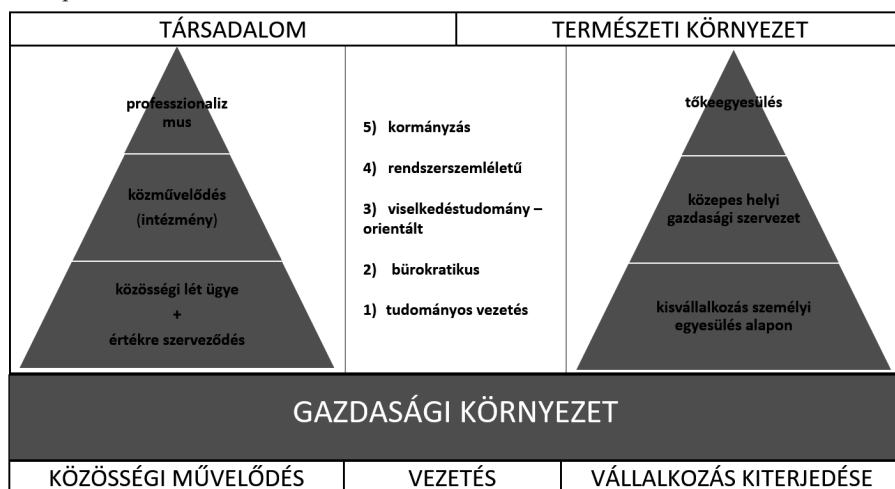 TÁRSADALOM
TERMÉSZETI KÖRNYEZET
professzionaliz
mus
közművelődés
(intézmény)
közösségi lét ügye
+
értékre szerveződés
5) kormányzás
4) rendszerszemléletű
3) viselkedéstudomány –
orientált
2) bürokratikus
1) tudományos vezetés
tőkeegyesülés
közepes helyi
gazdasági szervezet
kisvállalkozás személyi
egyesülés alapon
GAZDASÁGI KÖRNYEZET
KÖZÖSSÉGI MŰVELŐDÉS
VEZETÉS
VÁLLALKOZÁS KITERJEDÉSE